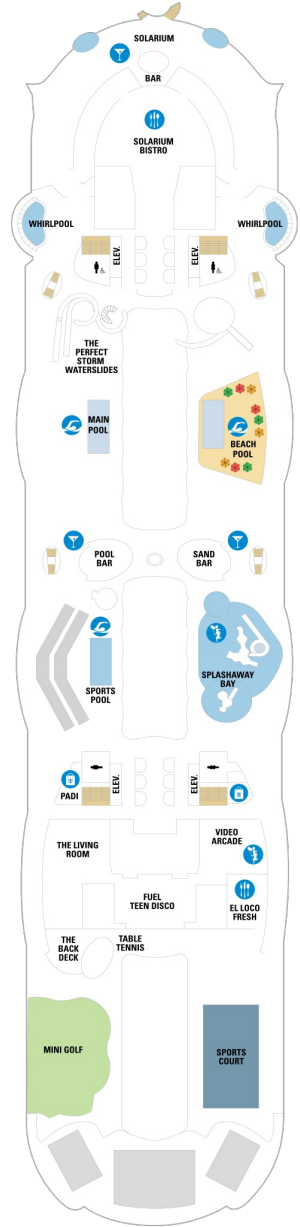 SOLARIUM
BAR
SOLARIUM
BISTRO
WHIRLPOOL
WHIRLPOOL
ELEV.
ELEV.
THE
PERFECT
STORM
WATERSLIDES
MAIN
POOL
BEACH
POOL
POOL
BAR
SAND
BAR
SPORTS
POOL
SPLASHAWAY
BAY
PADI
ELEV.
ELEV.
THE LIVING
ROOM
VIDEO
ARCADE
FUEL
TEEN DISCO
EL LOCO
FRESH
THE
BACK
DECK
TABLE
TENNIS
MINI GOLF
SPORTS
COURT